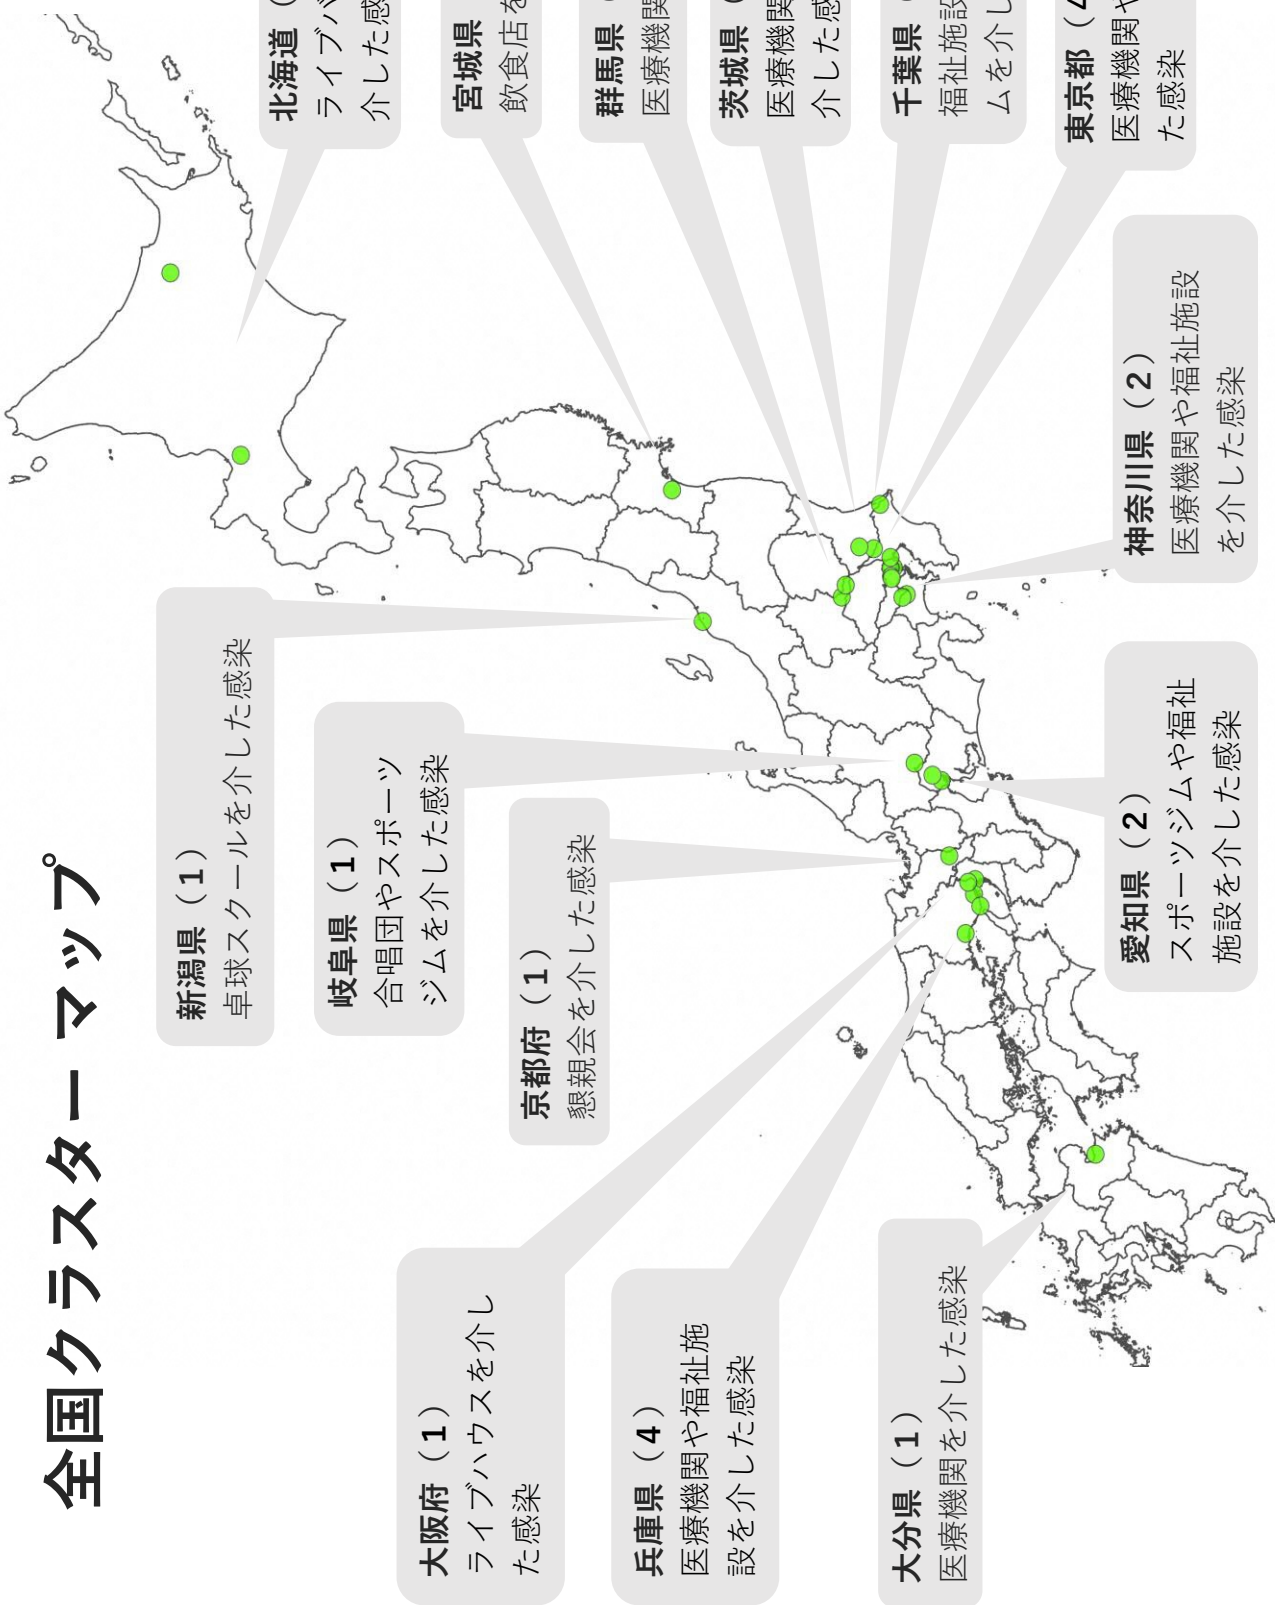 全国クラスターマップ
新潟県（1）
卓球スクールを介した感染
岐阜県（1）
合唱団やスポーツ
ジムを介した感染
京都府（1）
懇親会を介した感染
大阪府（1）
ライブハウスを介し
た感染
兵庫県（4）
医療機関や福祉施
設を介した感染
大分県（1）
医療機関を介した感染
北海道（
ライブバ
介した感
宮城県
飲食店を
群馬県（
医療機関
茨城県（
医療機関
介した感
千葉県（
福祉施設
ムを介し
東京都（4
医療機関や
た感染
神奈川県（2）
医療機関や福祉施設
を介した感染
愛知県（2）
スポーツジムや福祉
施設を介した感染